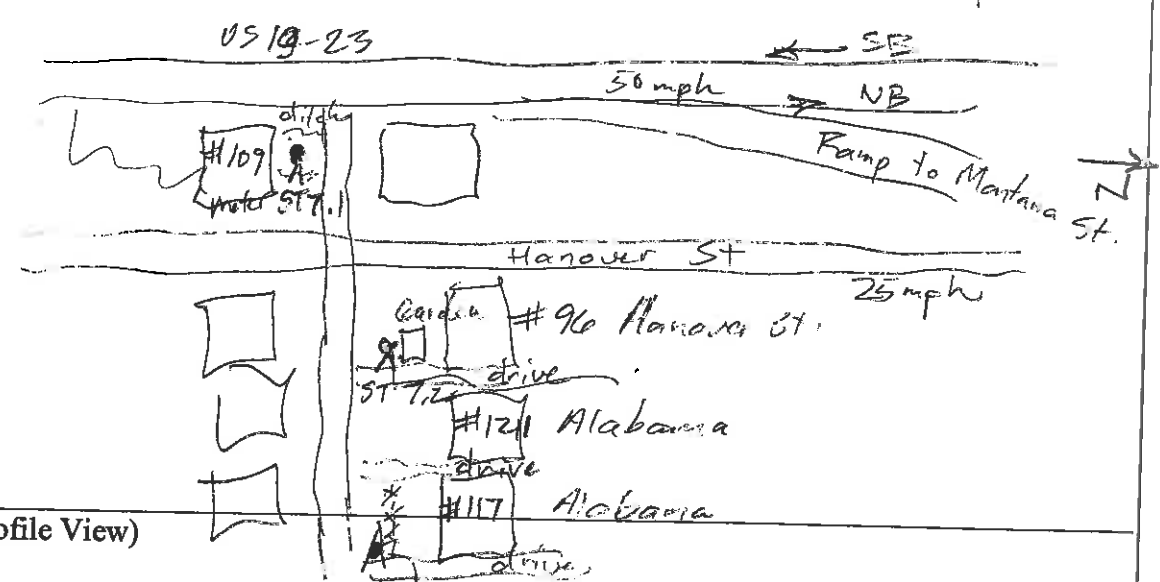 US 19-23
SB
50 mph
NB
ditch
#109
Ramp to Montana St.
N
meter
ST 7.1
Hanover St
25 mph
Garden
#96 Hanover St.
drive
ST 7.2
#121 Alabama
drive
#117 Alabama
ofile View)
drive